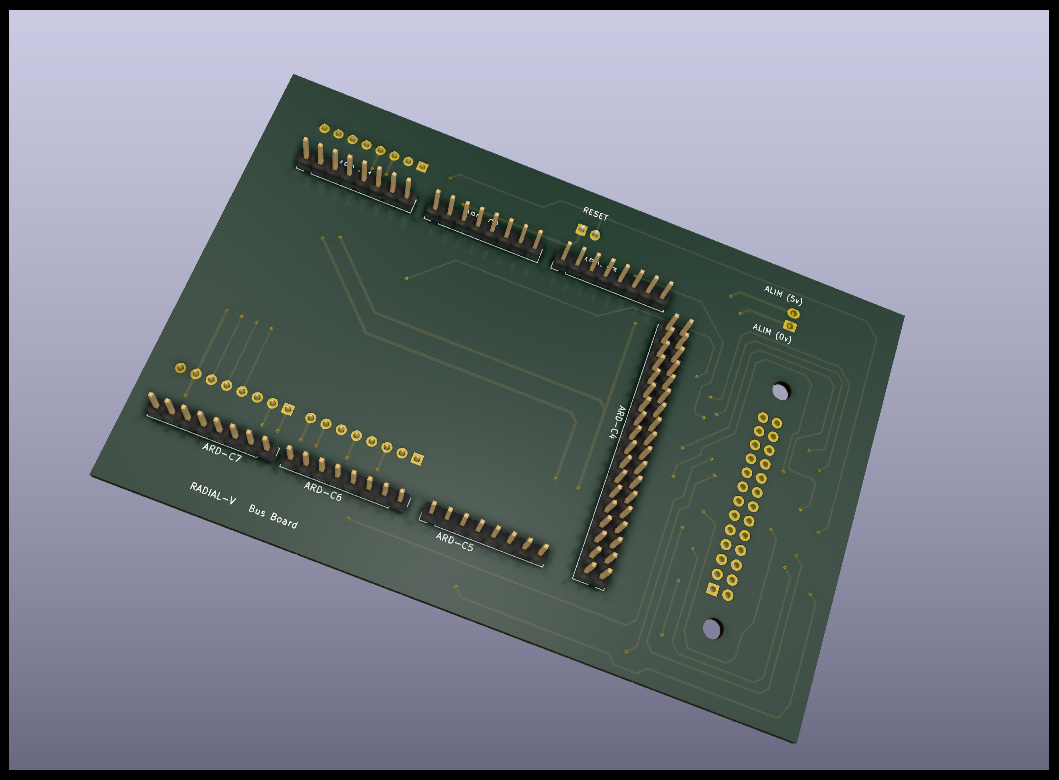 RESET
ALIM (5v)
ALIM (0v)
ARD-C4
ARD-C7
ARD-C6
ARD-C5
RADIAL-V Bus Board